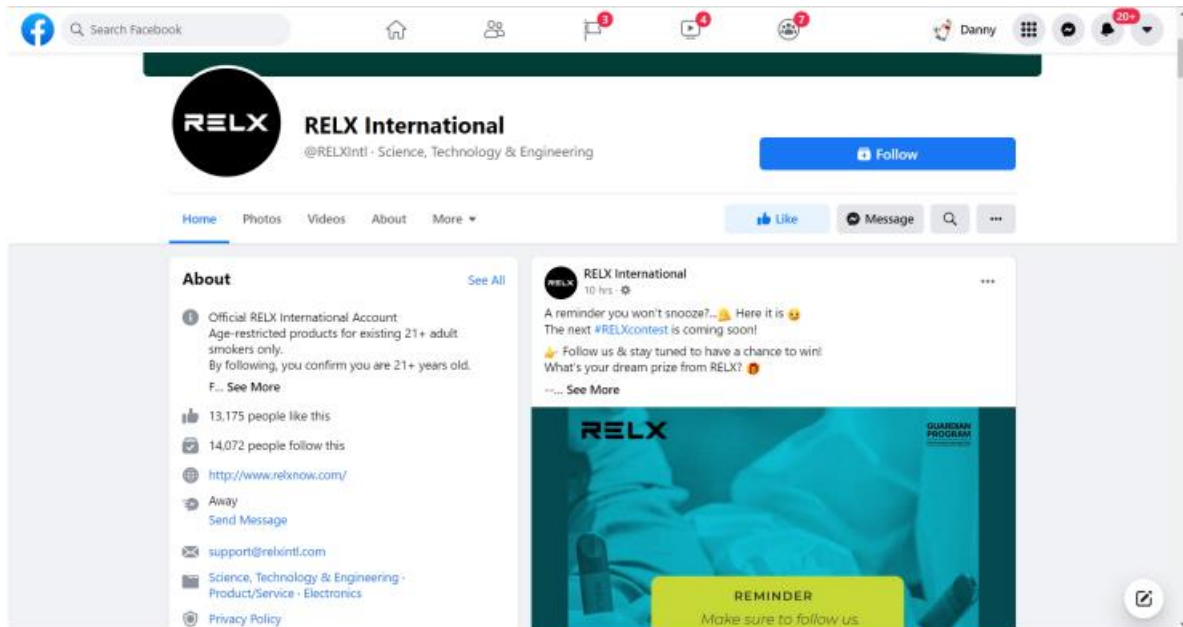 Search Facebook
3
4
7
Danny
20+
RELX
RELX International
@RELXIntl · Science, Technology & Engineering
Follow
Home Photos Videos About More
Like Message
About See All
Official RELX International Account
Age-restricted products for existing 21+ adult
smokers only.
By following, you confirm you are 21+ years old.
F... See More
13,175 people like this
14,072 people follow this
http://www.relxnow.com/
Away
Send Message
support@relxintl.com
Science, Technology & Engineering ·
Product/Service · Electronics
Privacy Policy
RELX
RELX International
10 hrs ·
A reminder you won't snooze?... Here it is
The next #RELXcontest is coming soon!
Follow us & stay tuned to have a chance to win!
What's your dream prize from RELX?
--... See More
RELX
GUARDIAN
PROGRAM
REMINDER
Make sure to follow us